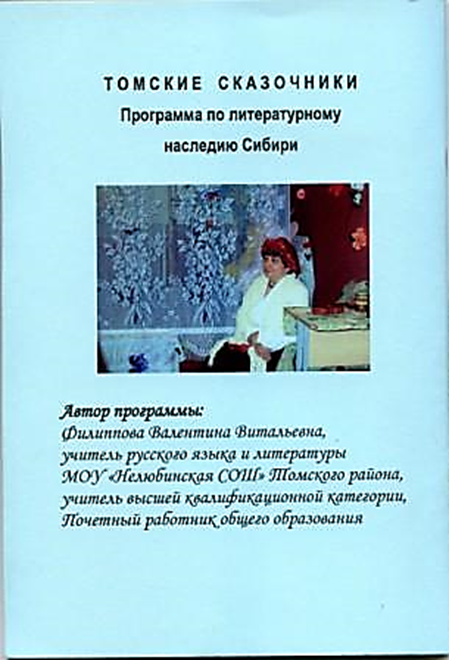 ТОМСКИЕ СКАЗОЧНИКИ
Программа по литературному
наследию Сибири
Автор программы:
Филиппова Валентина Витальевна,
учитель русского языка и литературы
МОУ «Нелюбинская СОШ» Томского района,
учитель высшей квалификационной категории,
Почетный работник общего образования